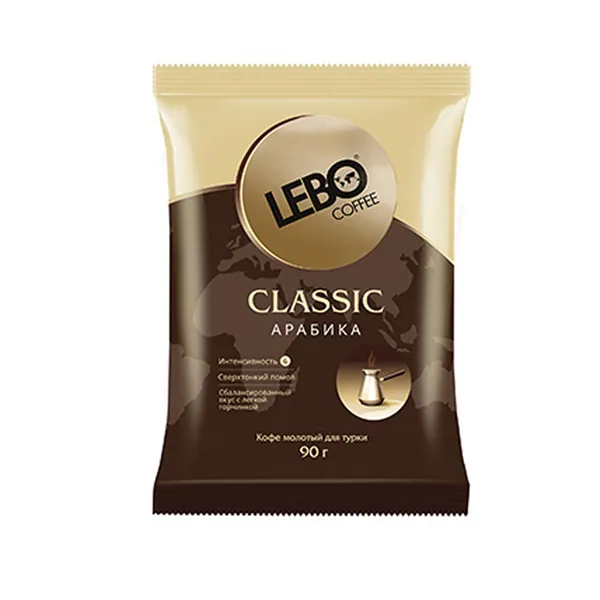 LEBO®
COFFEE
CLASSIC
АРАБИКА
Интенсивность 6
Сверхтонкий помол
Сбалансированный
вкус с легкой
горчинкой
Кофе молотый для турки
90 г